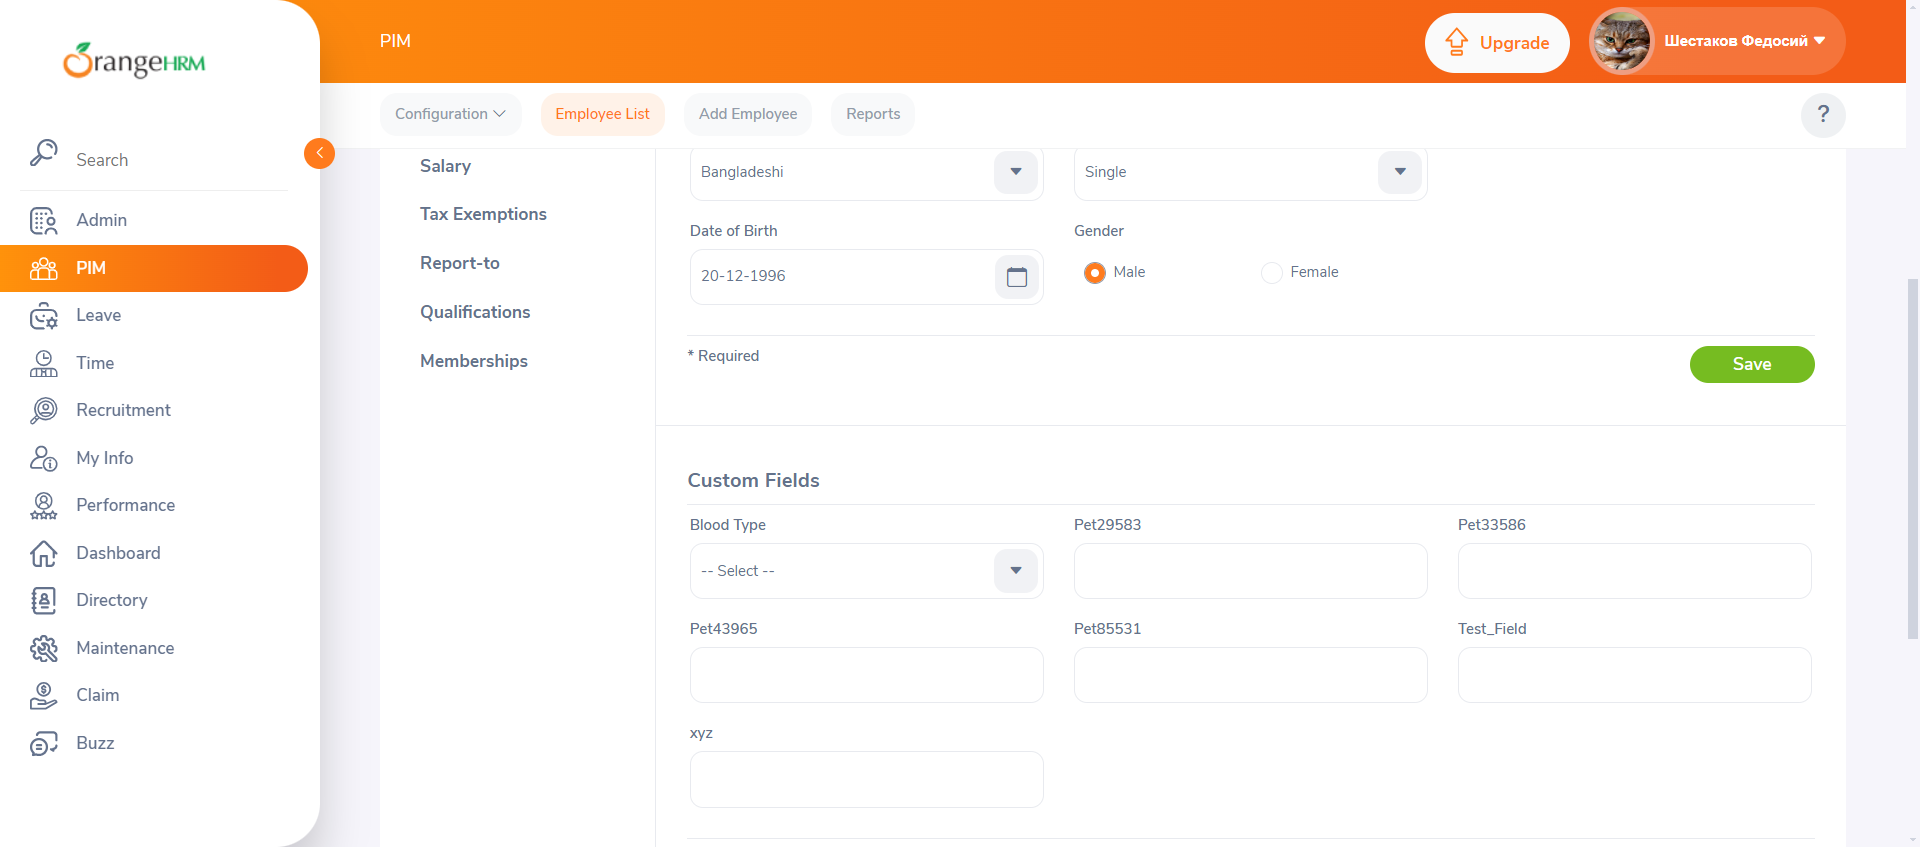 OrangeHRM
PIM
Upgrade
Шестаков Федосий
Configuration
Employee List
Add Employee
Reports
?
Search
Admin
PIM
Leave
Time
Recruitment
My Info
Performance
Dashboard
Directory
Maintenance
Claim
Buzz
Salary
Tax Exemptions
Report-to
Qualifications
Memberships
Bangladeshi
Single
Date of Birth
Gender
20-12-1996
Male
Female
* Required
Save
Custom Fields
Blood Type
Pet29583
Pet33586
-- Select --
Pet43965
Pet85531
Test_Field
xyz